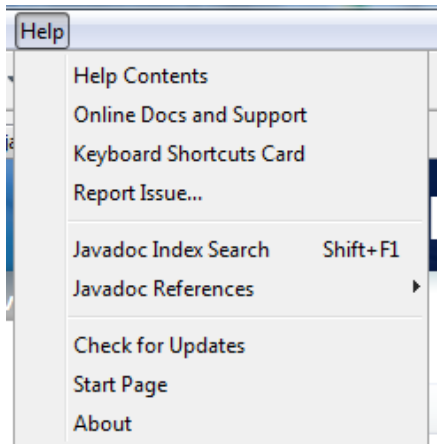 Help
Help Contents
Online Docs and Support
Keyboard Shortcuts Card
Report Issue...
Javadoc Index Search Shift+F1
Javadoc References
Check for Updates
Start Page
About